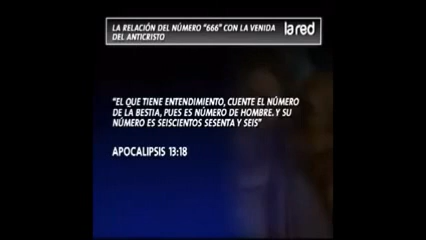 LA RELACIÓN DEL NÚMERO "666" CON LA VENIDA
DEL ANTICRISTO
la red
"EL QUE TIENE ENTENDIMIENTO, CUENTE EL NÚMERO
DE LA BESTIA, PUES ES NÚMERO DE HOMBRE. Y SU
NÚMERO ES SEISCIENTOS SESENTA Y SEIS"
APOCALIPSIS 13:18